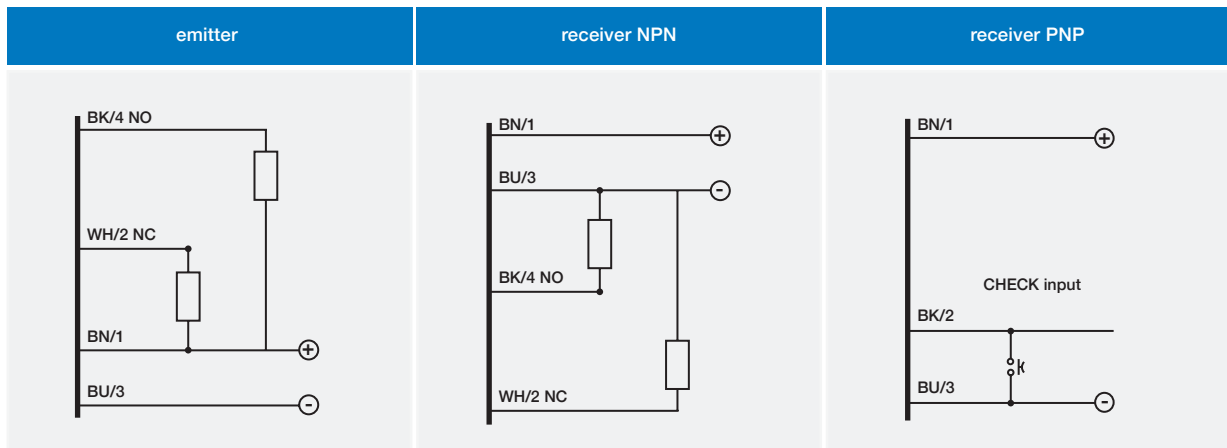 emitter
receiver NPN
receiver PNP
BK/4 NO
WH/2 NC
BN/1
+
BU/3
-
BN/1
+
BU/3
-
BK/4 NO
WH/2 NC
BN/1
+
CHECK input
BK/2
BU/3
-